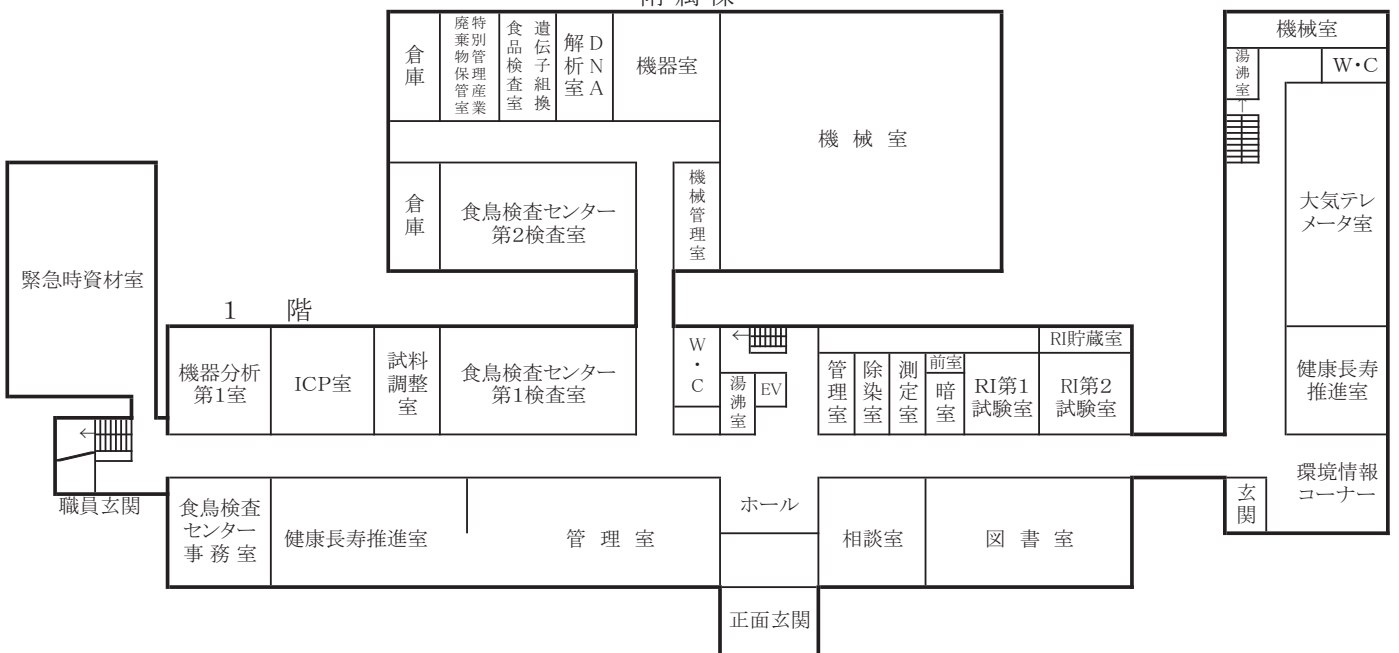 附属棟
倉庫
特別管理産業
廃棄物保管室
遺伝子組換
食品検査室
DNA
解析室
機器室
機械室
倉庫
食鳥検査センター
第2検査室
機械管理室
機械室
湯沸室
↑
W・C
大気テレ
メータ室
健康長寿
推進室
環境情報
コーナー
玄関
緊急時資材室
1 階
機器分析
第1室
ICP室
試料
調整
室
食鳥検査センター
第1検査室
W・C
←
湯沸室
EV
管理室
除染室
測定室
前室
暗室
RI第1
試験室
RI貯蔵室
RI第2
試験室
←
職員玄関
食鳥検査
センター
事務室
健康長寿推進室
管理室
ホール
相談室
図書室
正面玄関